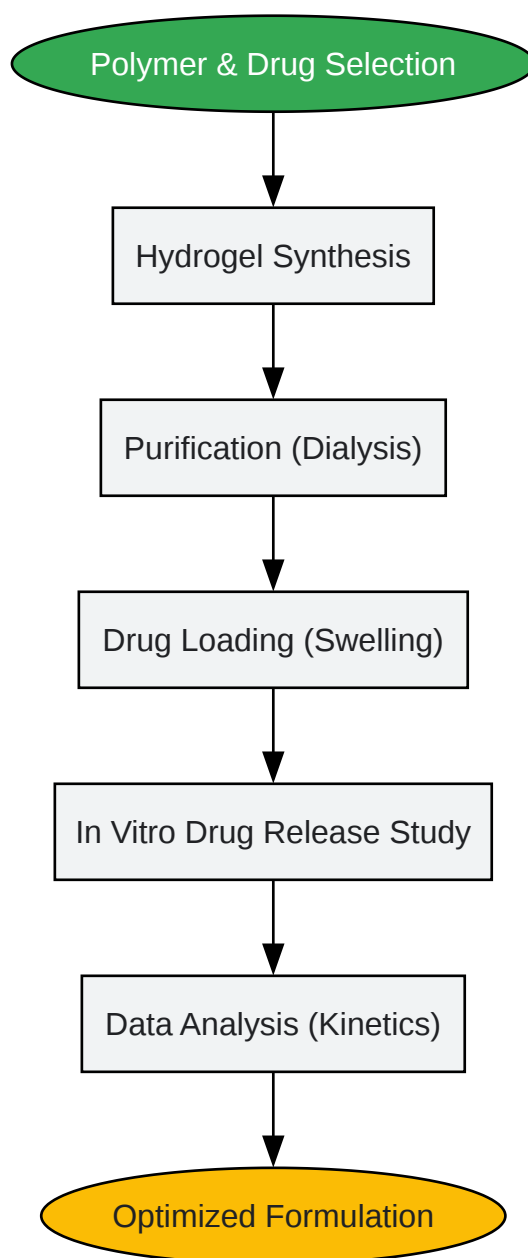 Polymer & Drug Selection
Hydrogel Synthesis
Purification (Dialysis)
Drug Loading (Swelling)
In Vitro Drug Release Study
Data Analysis (Kinetics)
Optimized Formulation